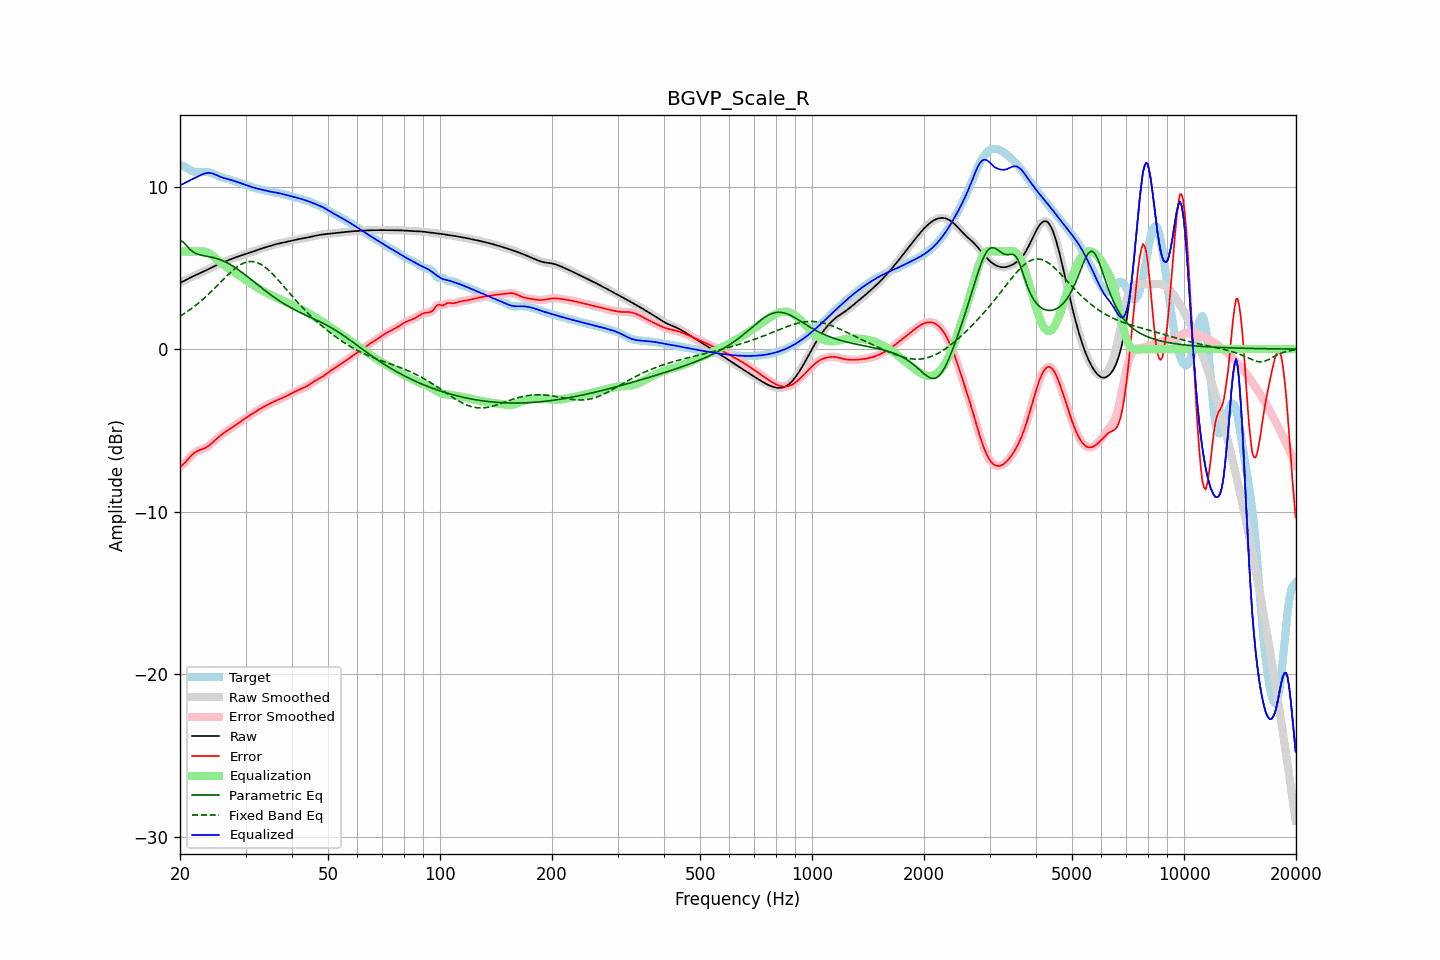 BGVP_Scale_R
Amplitude (dBr)
10
0
−10
−20
−30
Target
Raw Smoothed
Error Smoothed
Raw
Error
Equalization
Parametric Eq
Fixed Band Eq
Equalized
20 50 100 200 500 1000 2000 5000 10000 20000
Frequency (Hz)